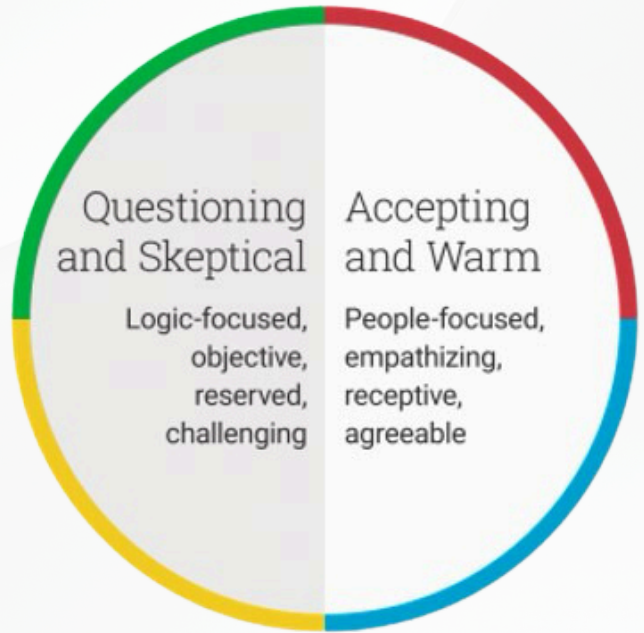 Questioning
and Skeptical
Logic-focused,
objective,
reserved,
challenging
Accepting
and Warm
People-focused,
empathizing,
receptive,
agreeable